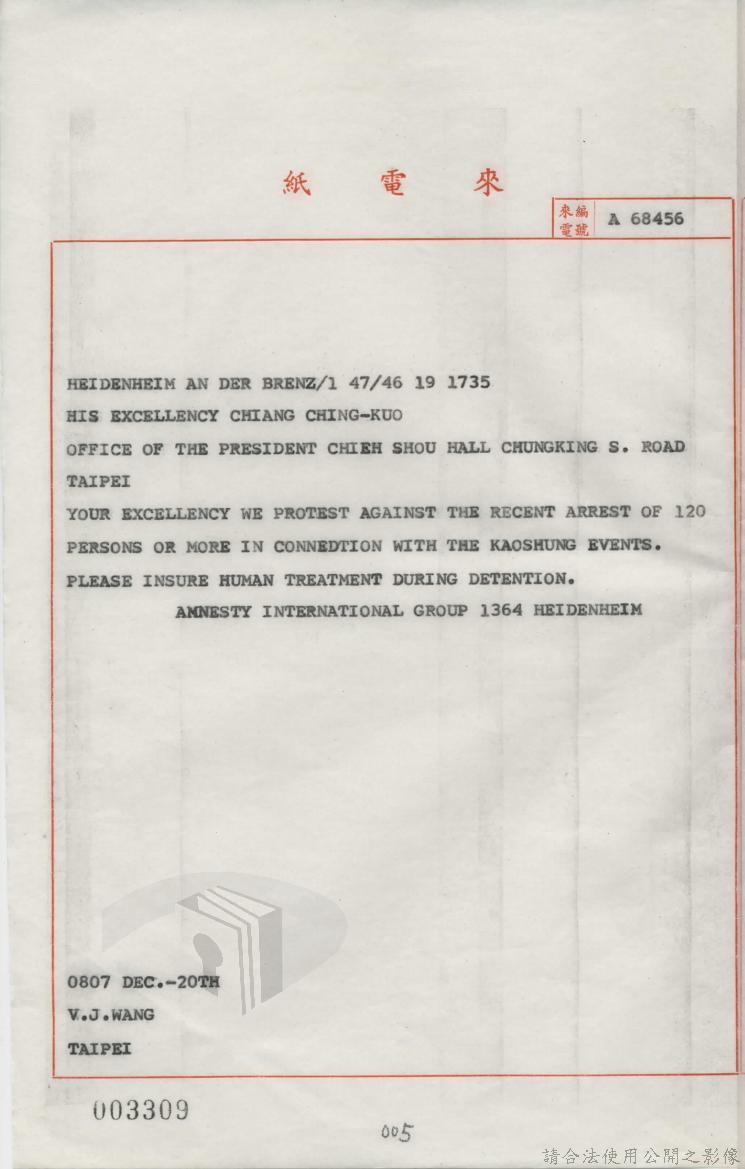 紙電來
來電編號 A 68456
HEIDENHEIM AN DER BRENZ/1 47/46 19 1735
HIS EXCELLENCY CHIANG CHING-KUO
OFFICE OF THE PRESIDENT CHIEH SHOU HALL CHUNGKING S. ROAD
TAIPEI
YOUR EXCELLENCY WE PROTEST AGAINST THE RECENT ARREST OF 120
PERSONS OR MORE IN CONNEDTION WITH THE KAOSHUNG EVENTS.
PLEASE INSURE HUMAN TREATMENT DURING DETENTION.
AMNESTY INTERNATIONAL GROUP 1364 HEIDENHEIM
0807 DEC.-20TH
V.J.WANG
TAIPEI
003309
005
請合法使用公開之影像